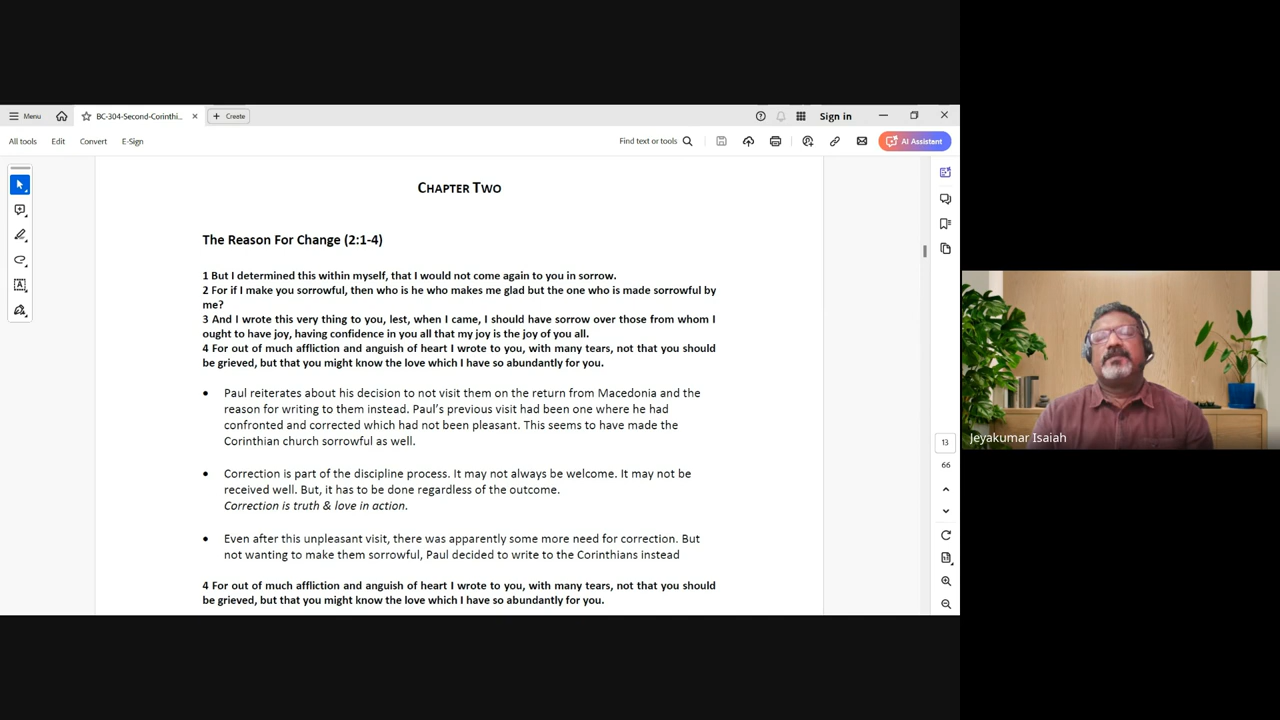 Menu
BC-304-Second-Corinthi...
Create
Sign in
All tools
Edit
Convert
E-Sign
Find text or tools
AI Assistant
CHAPTER TWO
The Reason For Change (2:1-4)
1 But I determined this within myself, that I would not come again to you in sorrow.
2 For if I make you sorrowful, then who is he who makes me glad but the one who is made sorrowful by
me?
3 And I wrote this very thing to you, lest, when I came, I should have sorrow over those from whom I
ought to have joy, having confidence in you all that my joy is the joy of you all.
4 For out of much affliction and anguish of heart I wrote to you, with many tears, not that you should
be grieved, but that you might know the love which I have so abundantly for you.
• Paul reiterates about his decision to not visit them on the return from Macedonia and the
reason for writing to them instead. Paul's previous visit had been one where he had
confronted and corrected which had not been pleasant. This seems to have made the
Corinthian church sorrowful as well.
• Correction is part of the discipline process. It may not always be welcome. It may not be
received well. But, it has to be done regardless of the outcome.
Correction is truth & love in action.
• Even after this unpleasant visit, there was apparently some more need for correction. But
not wanting to make them sorrowful, Paul decided to write to the Corinthians instead
4 For out of much affliction and anguish of heart I wrote to you, with many tears, not that you should
be grieved, but that you might know the love which I have so abundantly for you.
13
66
Jeyakumar Isaiah